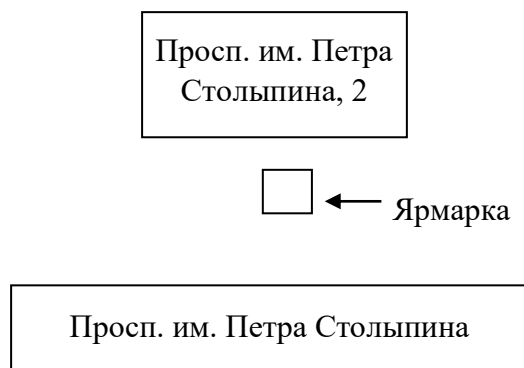 Просп. им. Петра
Столыпина, 2
Ярмарка
Просп. им. Петра Столыпина